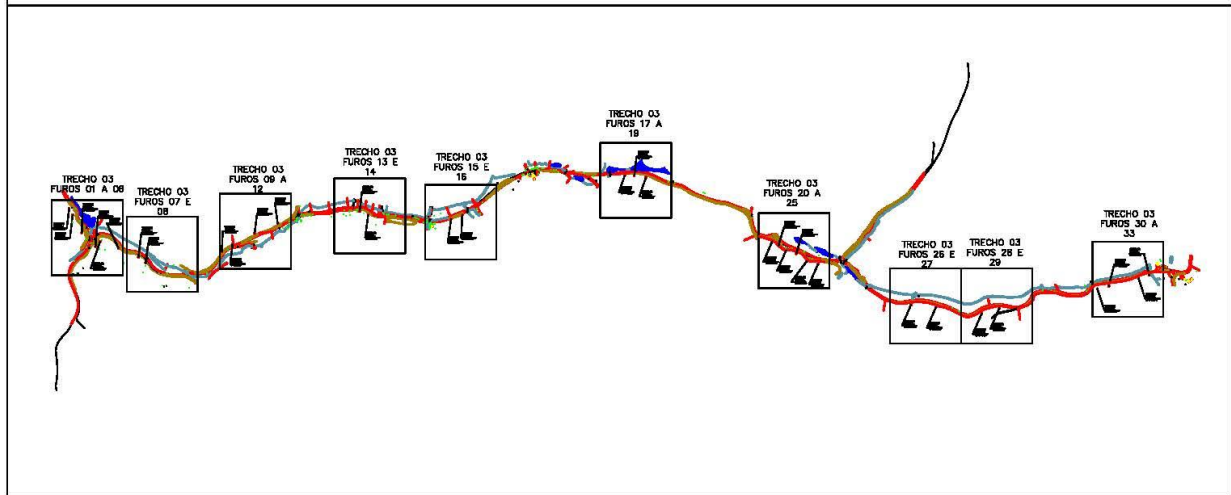 TRECHO 03
FUROS 01 A 06
TRECHO 03
FUROS 07 E
08
TRECHO 03
FUROS 09 A
12
TRECHO 03
FUROS 13 E
14
TRECHO 03
FUROS 15 E
16
TRECHO 03
FUROS 17 A
19
TRECHO 03
FUROS 20 A
25
TRECHO 03
FUROS 26 E
27
TRECHO 03
FUROS 28 E
29
TRECHO 03
FUROS 30 A
33